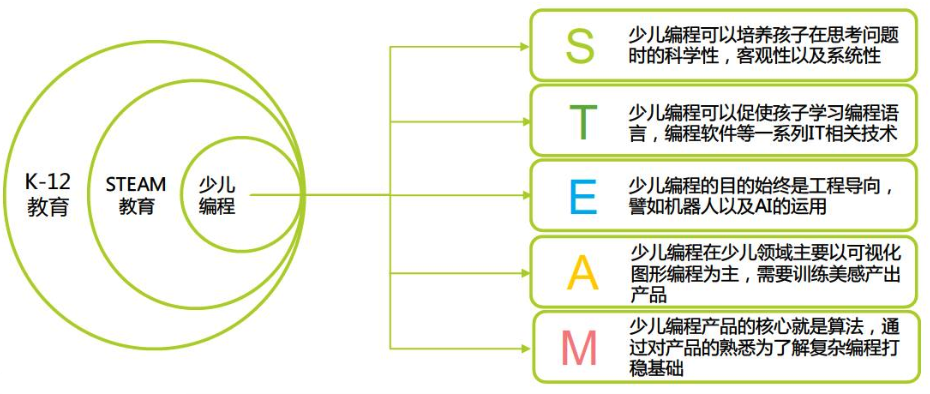 K-12
教育
STEAM
教育
少儿
编程
S
少儿编程可以培养孩子在思考问题
时的科学性，客观性以及系统性
T
少儿编程可以促使孩子学习编程语
言，编程软件等一系列IT相关技术
E
少儿编程的目的始终是工程导向，
譬如机器人以及AI的运用
A
少儿编程在少儿领域主要以可视化
图形编程为主，需要训练美感产出
产品
M
少儿编程产品的核心就是算法，通
过对产品的熟悉为了解复杂编程打
稳基础